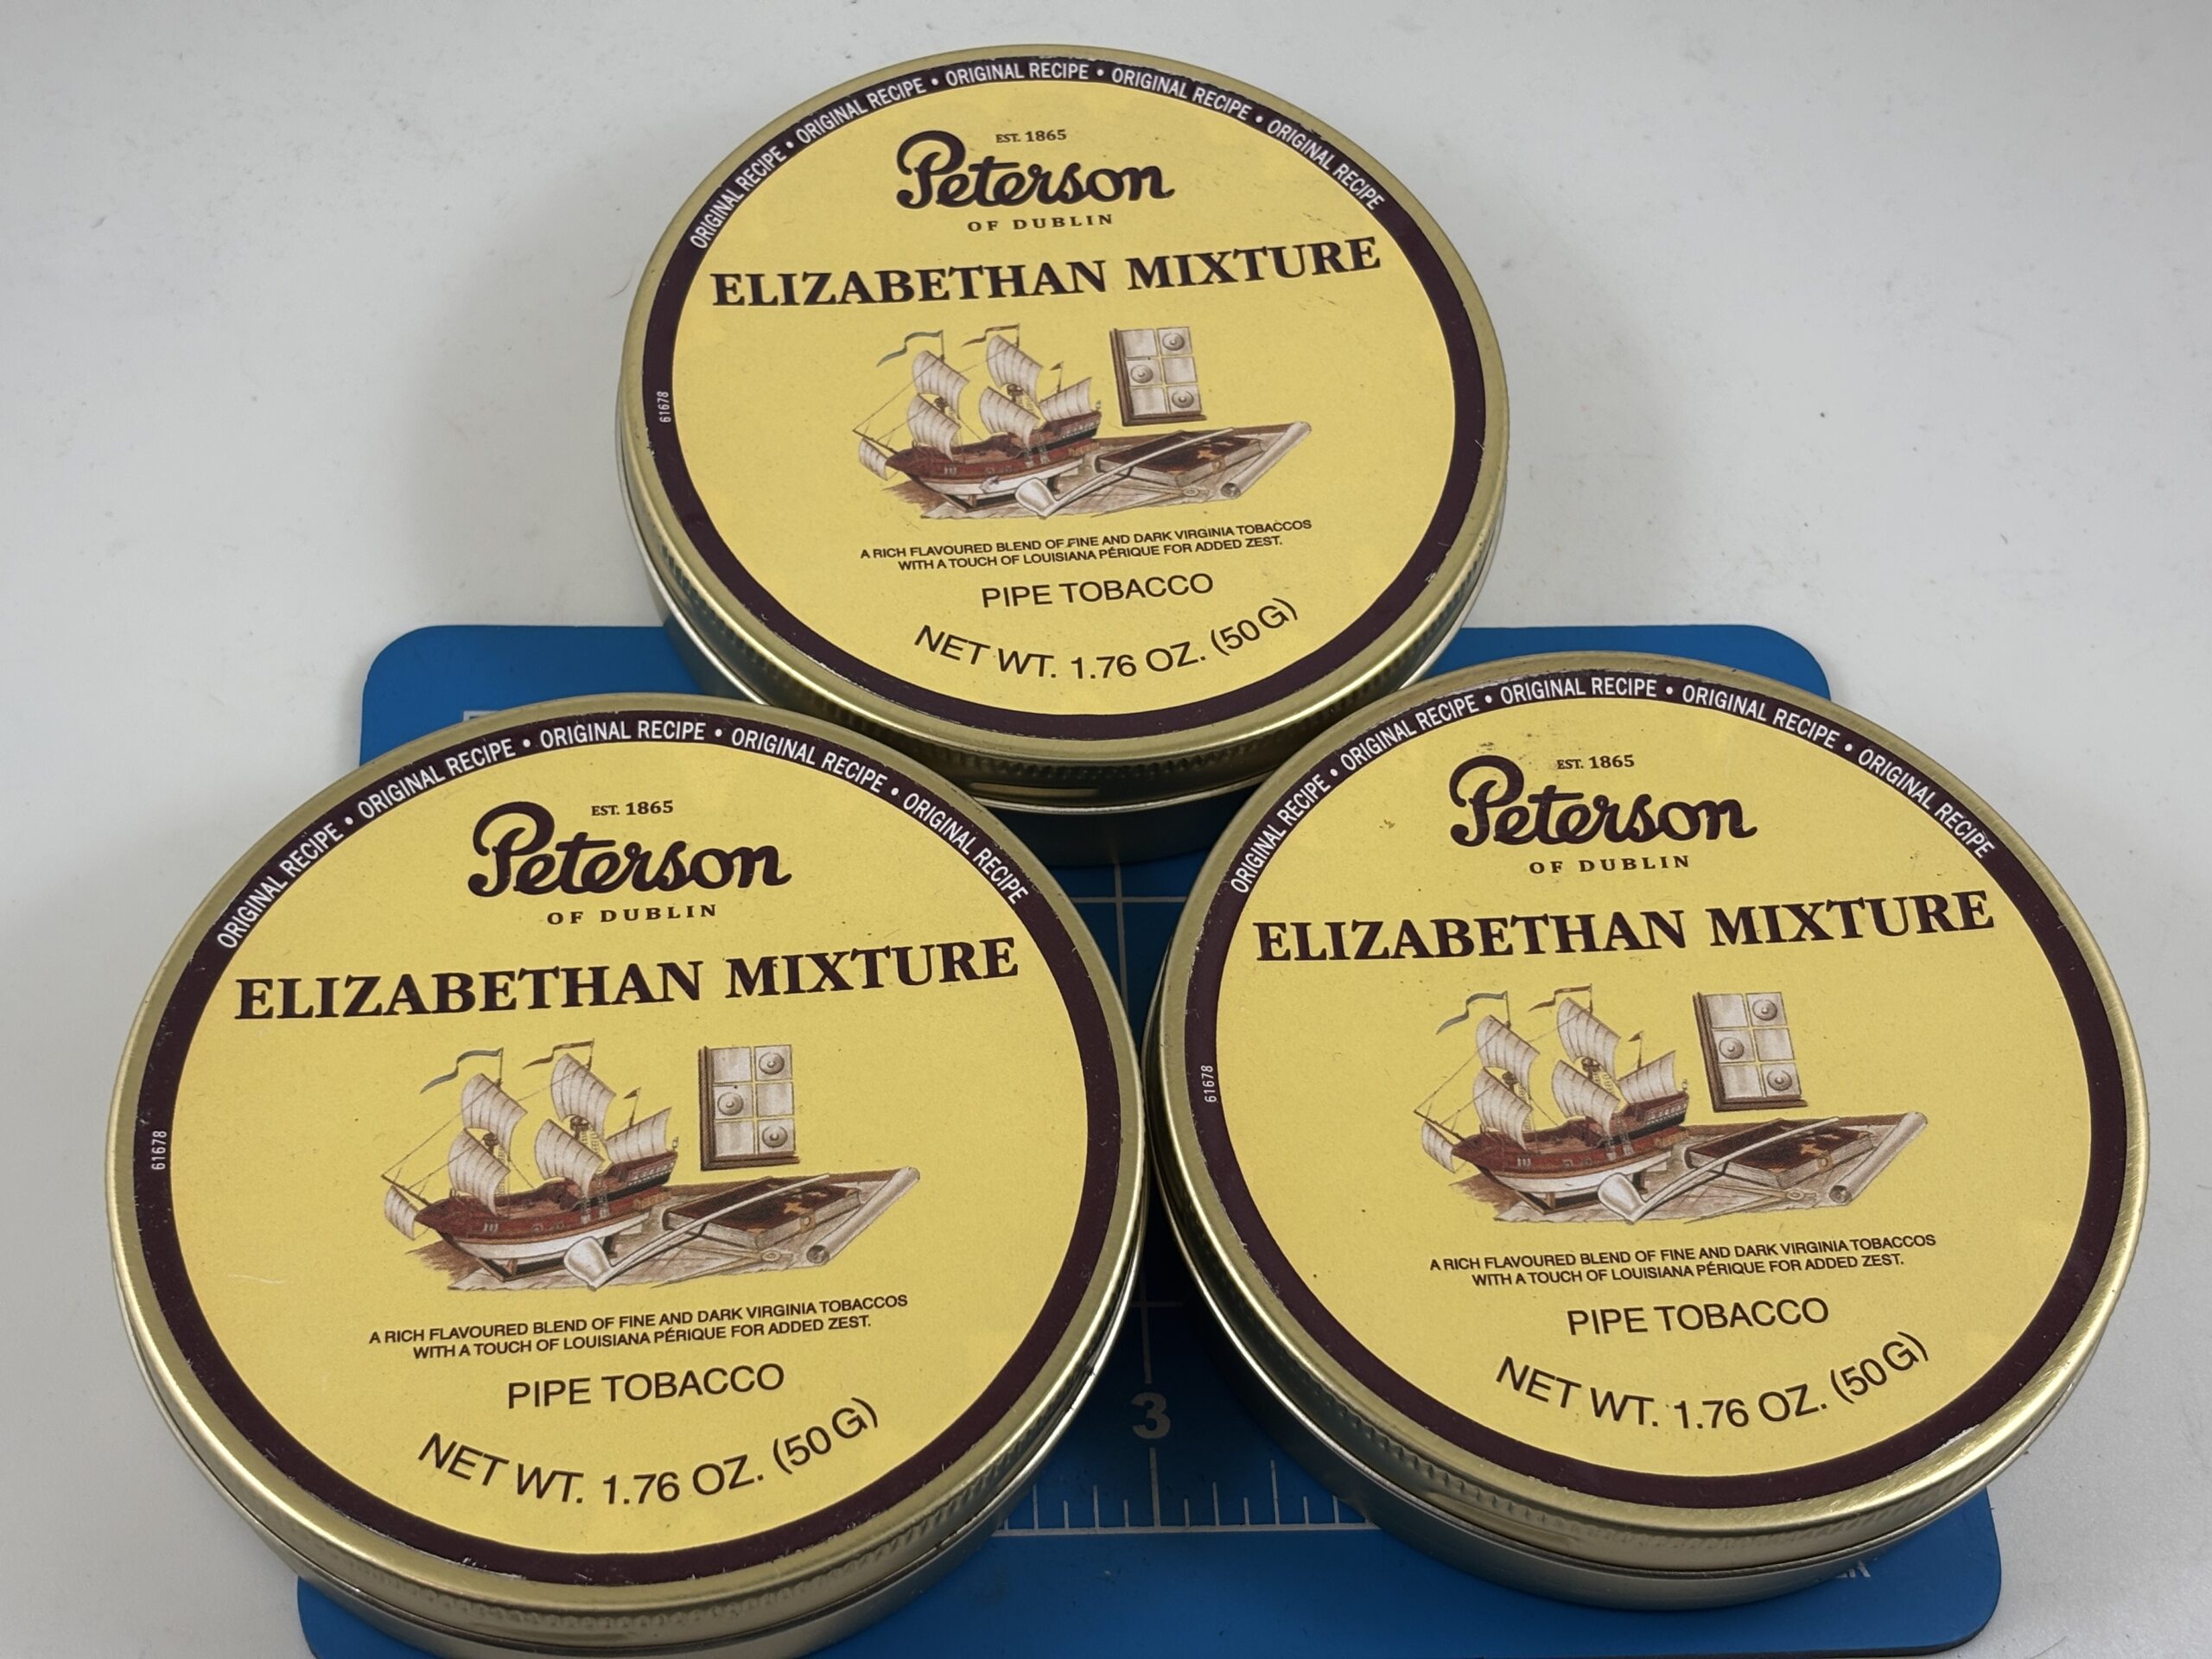 ORIGINAL RECIPE • ORIGINAL RECIPE • ORIGINAL RECIPE • ORIGINAL RECIPE • ORIGINAL RECIPE
EST. 1865
Peterson
OF DUBLIN
ELIZABETHAN MIXTURE
61678
A RICH FLAVOURED BLEND OF FINE AND DARK VIRGINIA TOBACCOS
WITH A TOUCH OF LOUISIANA PÉRIQUE FOR ADDED ZEST.
PIPE TOBACCO
NET WT. 1.76 OZ. (50 G)
ORIGINAL RECIPE • ORIGINAL RECIPE • ORIGINAL RECIPE • ORIGINAL RECIPE • ORIGINAL RECIPE
EST. 1865
Peterson
OF DUBLIN
ELIZABETHAN MIXTURE
61678
A RICH FLAVOURED BLEND OF FINE AND DARK VIRGINIA TOBACCOS
WITH A TOUCH OF LOUISIANA PÉRIQUE FOR ADDED ZEST.
PIPE TOBACCO
NET WT. 1.76 OZ. (50 G)
ORIGINAL RECIPE • ORIGINAL RECIPE • ORIGINAL RECIPE • ORIGINAL RECIPE • ORIGINAL RECIPE
EST. 1865
Peterson
OF DUBLIN
ELIZABETHAN MIXTURE
61678
A RICH FLAVOURED BLEND OF FINE AND DARK VIRGINIA TOBACCOS
WITH A TOUCH OF LOUISIANA PÉRIQUE FOR ADDED ZEST.
PIPE TOBACCO
NET WT. 1.76 OZ. (50 G)
3